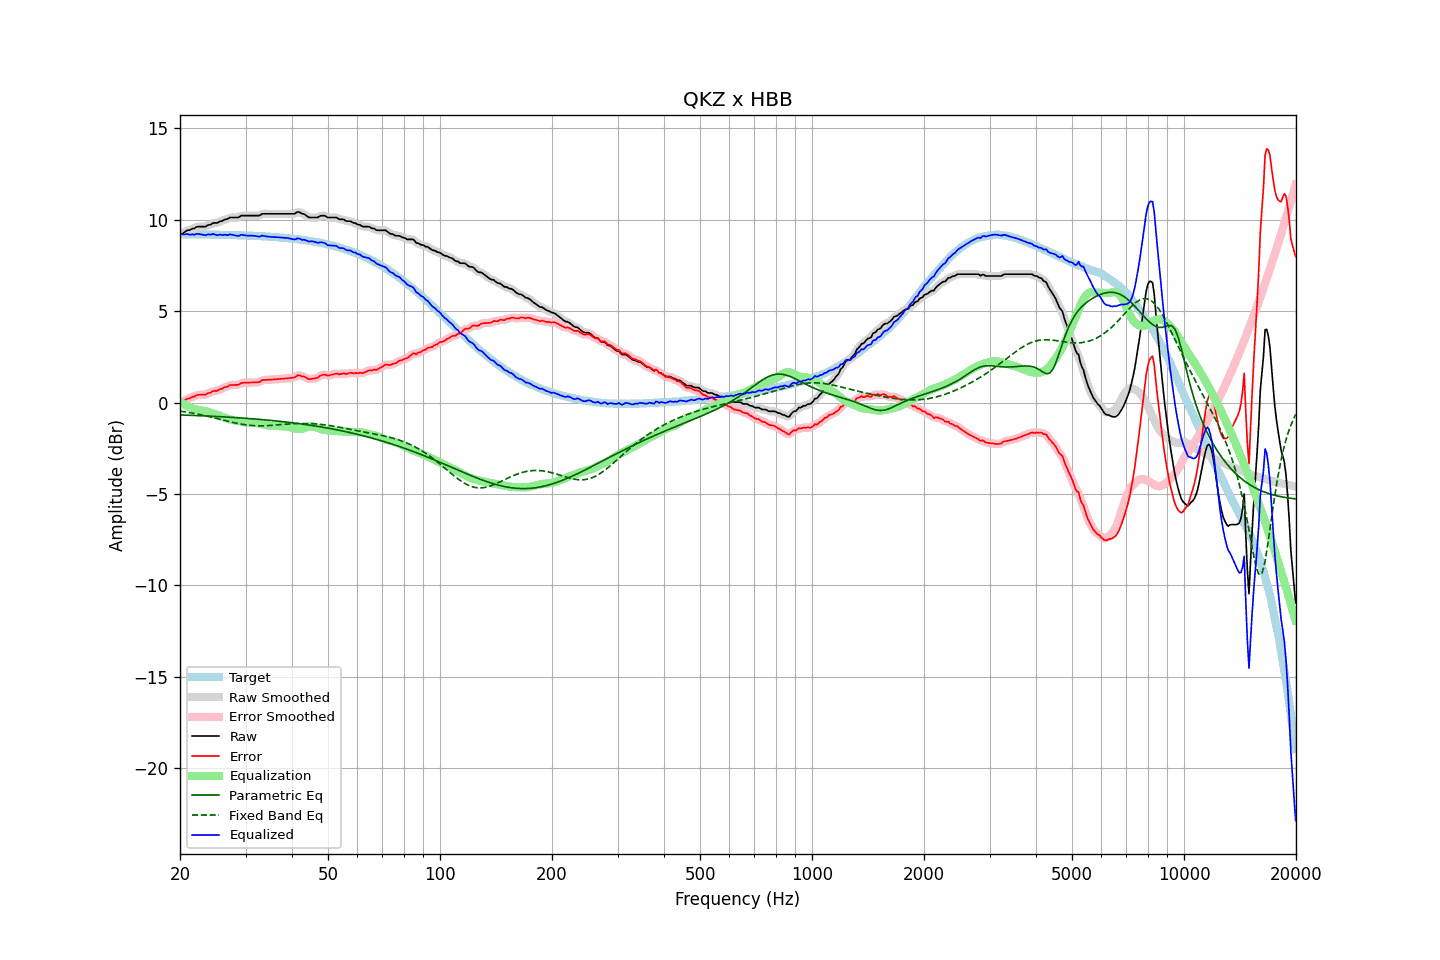 QKZ x HBB
15
10
5
0
−5
−10
−15
−20
Amplitude (dBr)
Target
Raw Smoothed
Error Smoothed
Raw
Error
Equalization
Parametric Eq
Fixed Band Eq
Equalized
20 50 100 200 500 1000 2000 5000 10000 20000
Frequency (Hz)